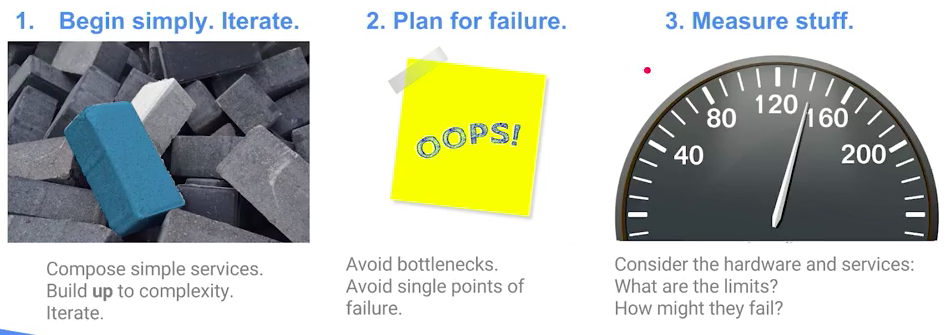 1. Begin simply. Iterate.
Compose simple services.
Build up to complexity.
Iterate.
2. Plan for failure.
OOPS!
Avoid bottlenecks.
Avoid single points of
failure.
3. Measure stuff.
40 80 120 160 200
Consider the hardware and services:
What are the limits?
How might they fail?